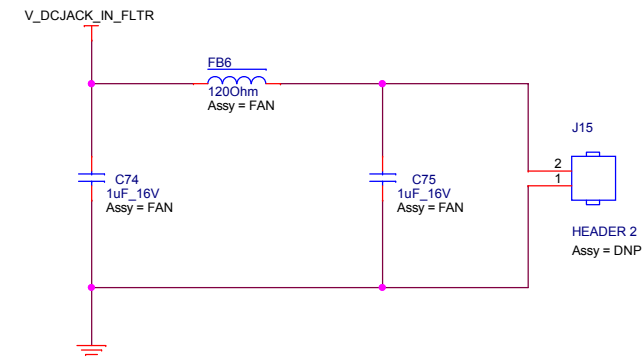 V_DCJACK_IN_FLTR
FB6
120Ohm
Assy = FAN
J15
2
1
C74
1uF_16V
Assy = FAN
C75
1uF_16V
Assy = FAN
HEADER 2
Assy = DNP